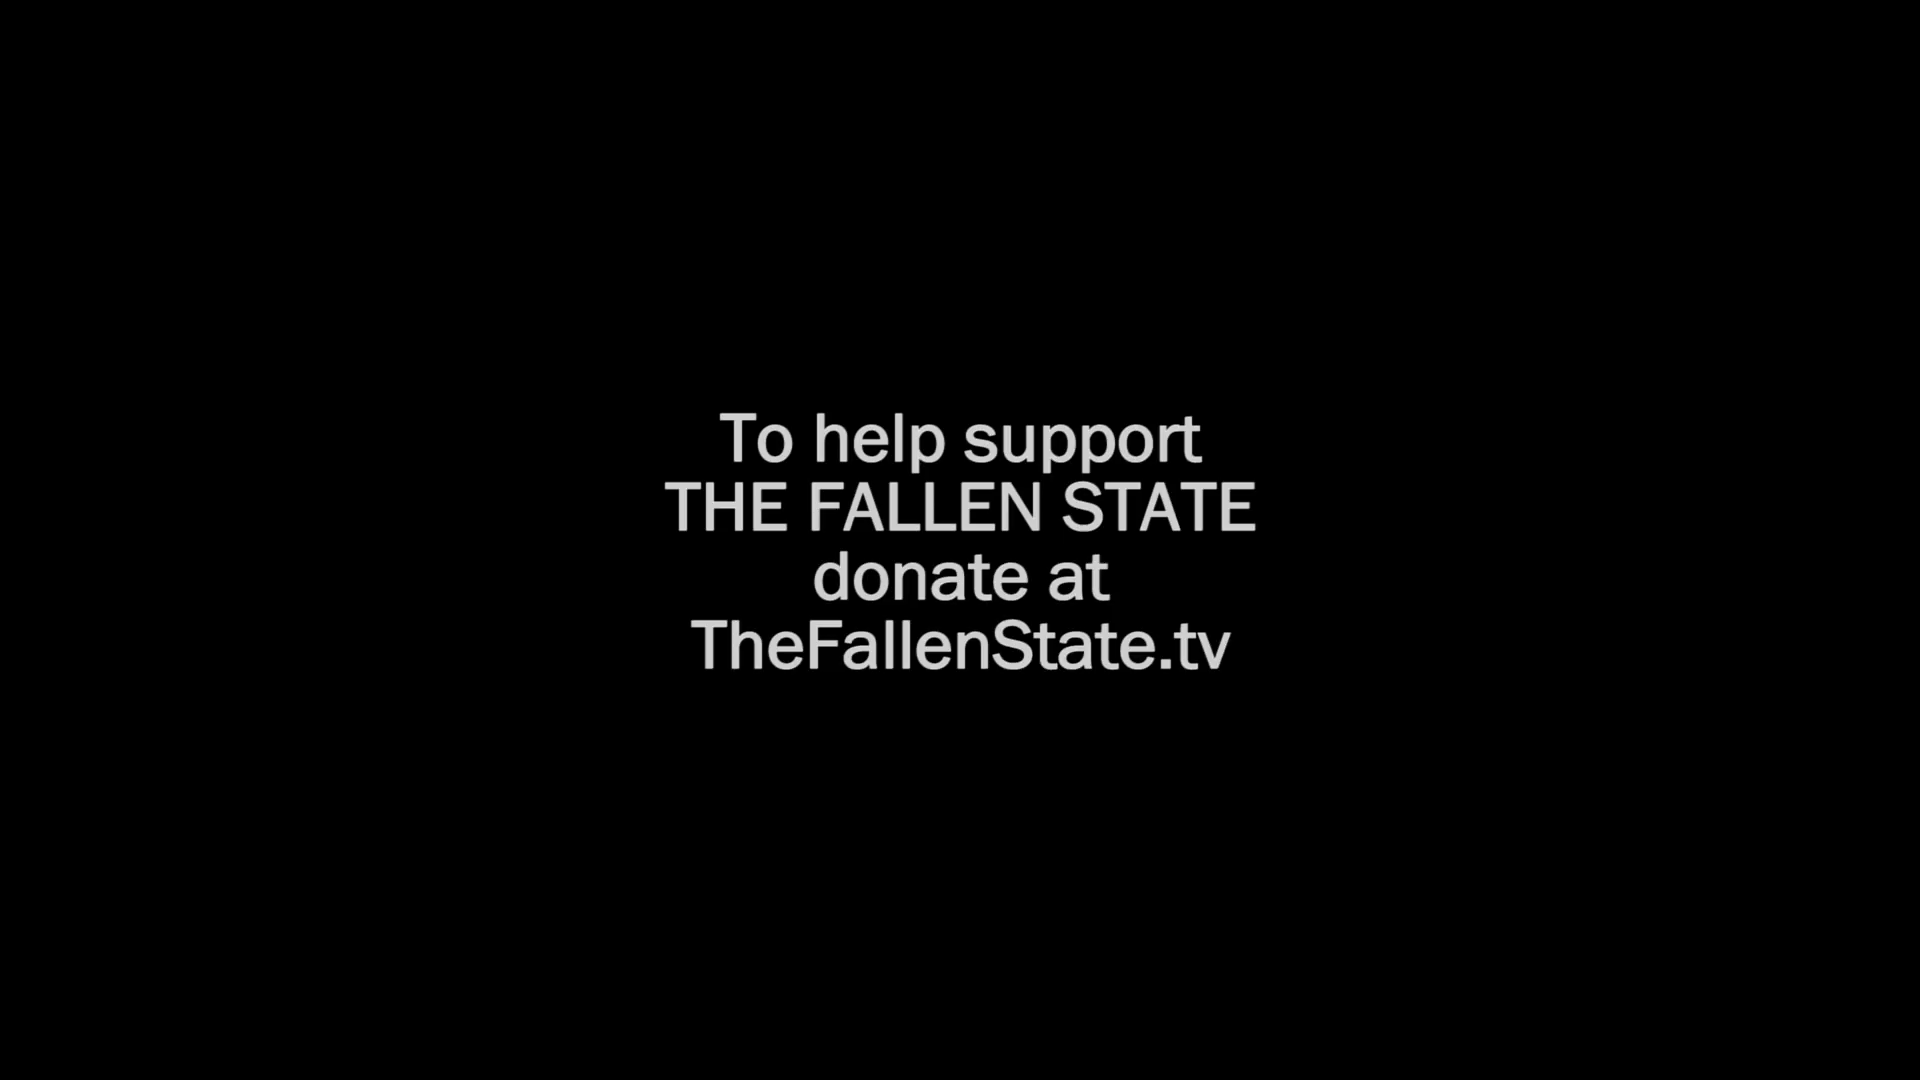 To help support
THE FALLEN STATE
donate at
TheFallenState.tv